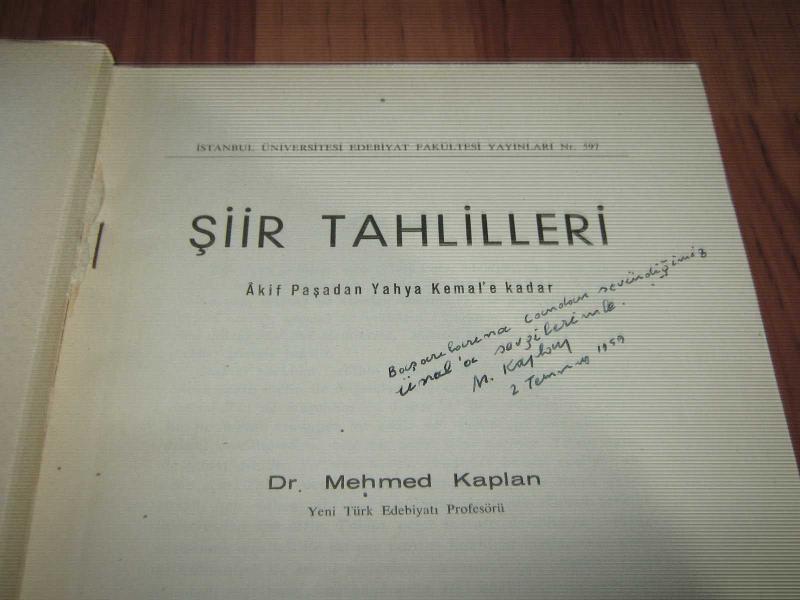 İSTANBUL ÜNİVERSİTESİ EDEBİYAT FAKÜLTESİ YAYINLARI Nr. 597
ŞİİR TAHLİLLERİ
Âkif Paşadan Yahya Kemal'e kadar
Başarılarına candan sevindiğimiz
Ünal'a sevgilerimle.
M. Kaplan
2 Temmuz 1959
Dr. Mehmed Kaplan
Yeni Türk Edebiyatı Profesörü